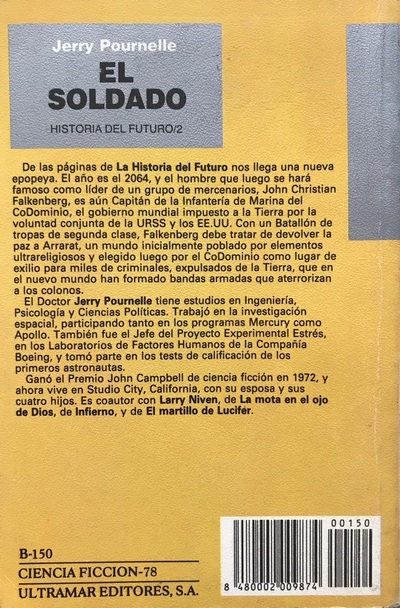 Jerry Pournelle
EL
SOLDADO
HISTORIA DEL FUTURO/2
De las páginas de La Historia del Futuro nos llega una nueva
epopeya. El año es el 2064, y el hombre que luego se hará
famoso como líder de un grupo de mercenarios, John Christian
Falkenberg, es aún Capitán de la Infantería de Marina del
CoDominio, el gobierno mundial impuesto a la Tierra por la
voluntad conjunta de la URSS y los EE.UU. Con un Batallón de
tropas de segunda clase, Falkenberg debe tratar de devolver la
paz a Arrarat, un mundo inicialmente poblado por elementos
ultrareligiosos y elegido luego por el CoDominio como lugar de
exilio para miles de criminales, expulsados de la Tierra, que en
el nuevo mundo han formado bandas armadas que aterrorizan
a los colonos.
El Doctor Jerry Pournelle tiene estudios en Ingeniería,
Psicología y Ciencias Políticas. Trabajó en la investigación
espacial, participando tanto en los programas Mercury como
Apollo. También fue el Jefe del Proyecto Experimental Estrés,
en los Laboratorios de Factores Humanos de la Compañía
Boeing, y tomó parte en los tests de calificación de los
primeros astronautas.
Ganó el Premio John Campbell de ciencia ficción en 1972, y
ahora vive en Studio City, California, con su esposa y sus
cuatro hijos. Es coautor con Larry Niven, de La mota en el ojo
de Dios, de Infierno, y de El martillo de Lucifér.
00150
B-150
CIENCIA FICCION-78
ULTRAMAR EDITORES, S.A.
8 480002 009874